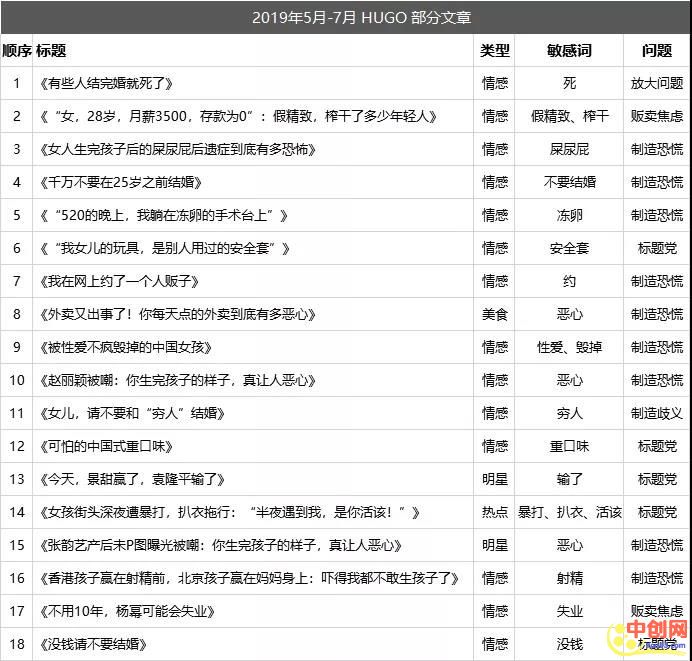 2019年5月-7月 HUGO 部分文章
顺序 标题 类型 敏感词 问题
1 《有些人结完婚就死了》 情感 死 放大问题
2 《“女，28岁，月薪3500，存款为0”：假精致，榨干了多少年轻人》 情感 假精致、榨干 贩卖焦虑
3 《女人生完孩子后的屎尿屁后遗症到底有多恐怖》 情感 屎尿屁 制造恐慌
4 《千万不要在25岁之前结婚》 情感 不要结婚 制造恐慌
5 《“520的晚上，我躺在冻卵的手术台上”》 情感 冻卵 制造恐慌
6 《“我女儿的玩具，是别人用过的安全套”》 情感 安全套 标题党
7 《我在网上约了一个人贩子》 情感 约 制造恐慌
8 《外卖又出事了！你每天点的外卖到底有多恶心》 美食 恶心 制造恐慌
9 《被性爱不疯毁掉的中国女孩》 情感 性爱、毁掉 制造恐慌
10 《赵丽颖被嘲：你生完孩子的样子，真让人恶心》 情感 恶心 制造恐慌
11 《女儿，请不要和“穷人”结婚》 情感 穷人 制造歧义
12 《可怕的中国式重口味》 情感 重口味 标题党
13 《今天，景甜赢了，袁隆平输了》 明星 输了 标题党
14 《女孩街头深夜遭暴打，扒衣拖行：“半夜遇到我，是你活该！”》 热点 暴打、扒衣、活该 标题党
15 《张韵艺产后未P图曝光被嘲：你生完孩子的样子，真让人恶心》 明星 恶心 制造恐慌
16 《香港孩子赢在射精前，北京孩子赢在妈妈身上：吓得我都不敢生孩子了》 情感 射精 制造恐慌
17 《不用10年，杨幂可能会失业》 情感 失业 贩卖焦虑
18 《没钱请不要结婚》 情感 没钱 标题党
中创网